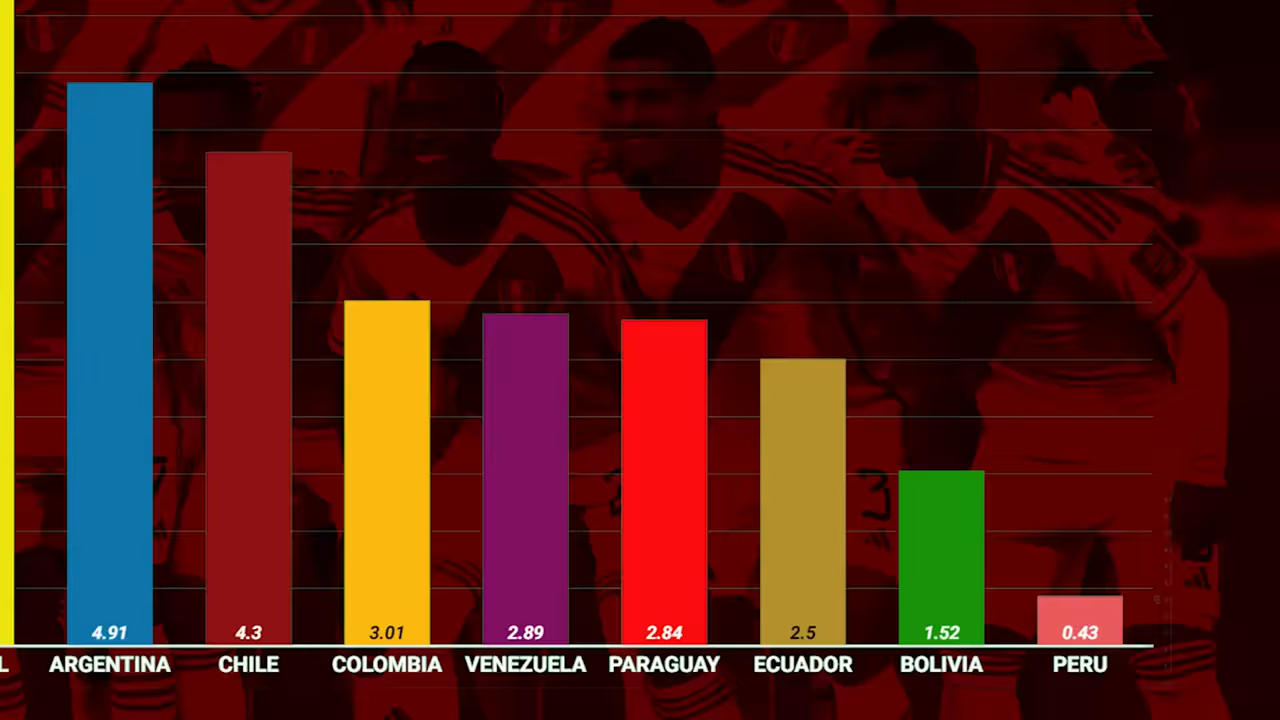 4.91 4.3 3.01 2.89 2.84 2.5 1.52 0.43
L ARGENTINA CHILE COLOMBIA VENEZUELA PARAGUAY ECUADOR BOLIVIA PERU
3